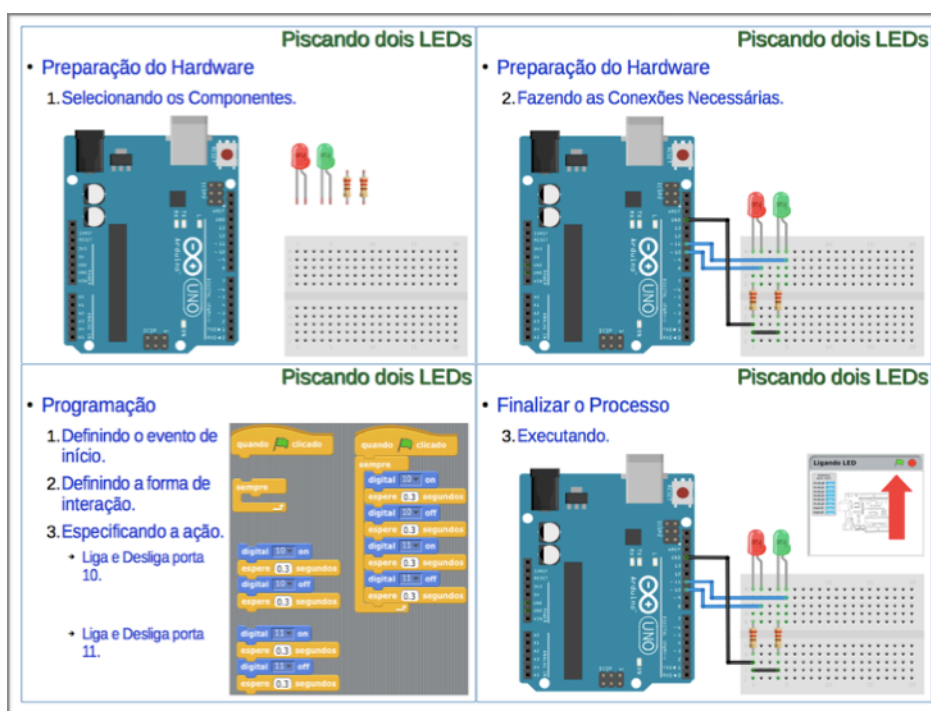 Piscando dois LEDs
• Preparação do Hardware
1.Selecionando os Componentes.
Arduino
UNO
Piscando dois LEDs
• Preparação do Hardware
2.Fazendo as Conexões Necessárias.
Arduino
UNO
Piscando dois LEDs
• Programação
1.Definindo o evento de
início.
2.Definindo a forma de
interação.
3.Especificando a ação.
Liga e Desliga porta
10.
Liga e Desliga porta
11.
quando clicado
sempre
digital 10 on
espere 0.3 segundos
digital 10 off
espere 0.3 segundos
digital 11 on
espere 0.3 segundos
digital 11 off
espere 0.3 segundos
quando clicado
sempre
digital 10 on
espere 0.3 segundos
digital 10 off
espere 0.3 segundos
digital 11 on
espere 0.3 segundos
digital 11 off
espere 0.3 segundos
Piscando dois LEDs
• Finalizar o Processo
3.Executando.
Ligando LED
Arduino
UNO